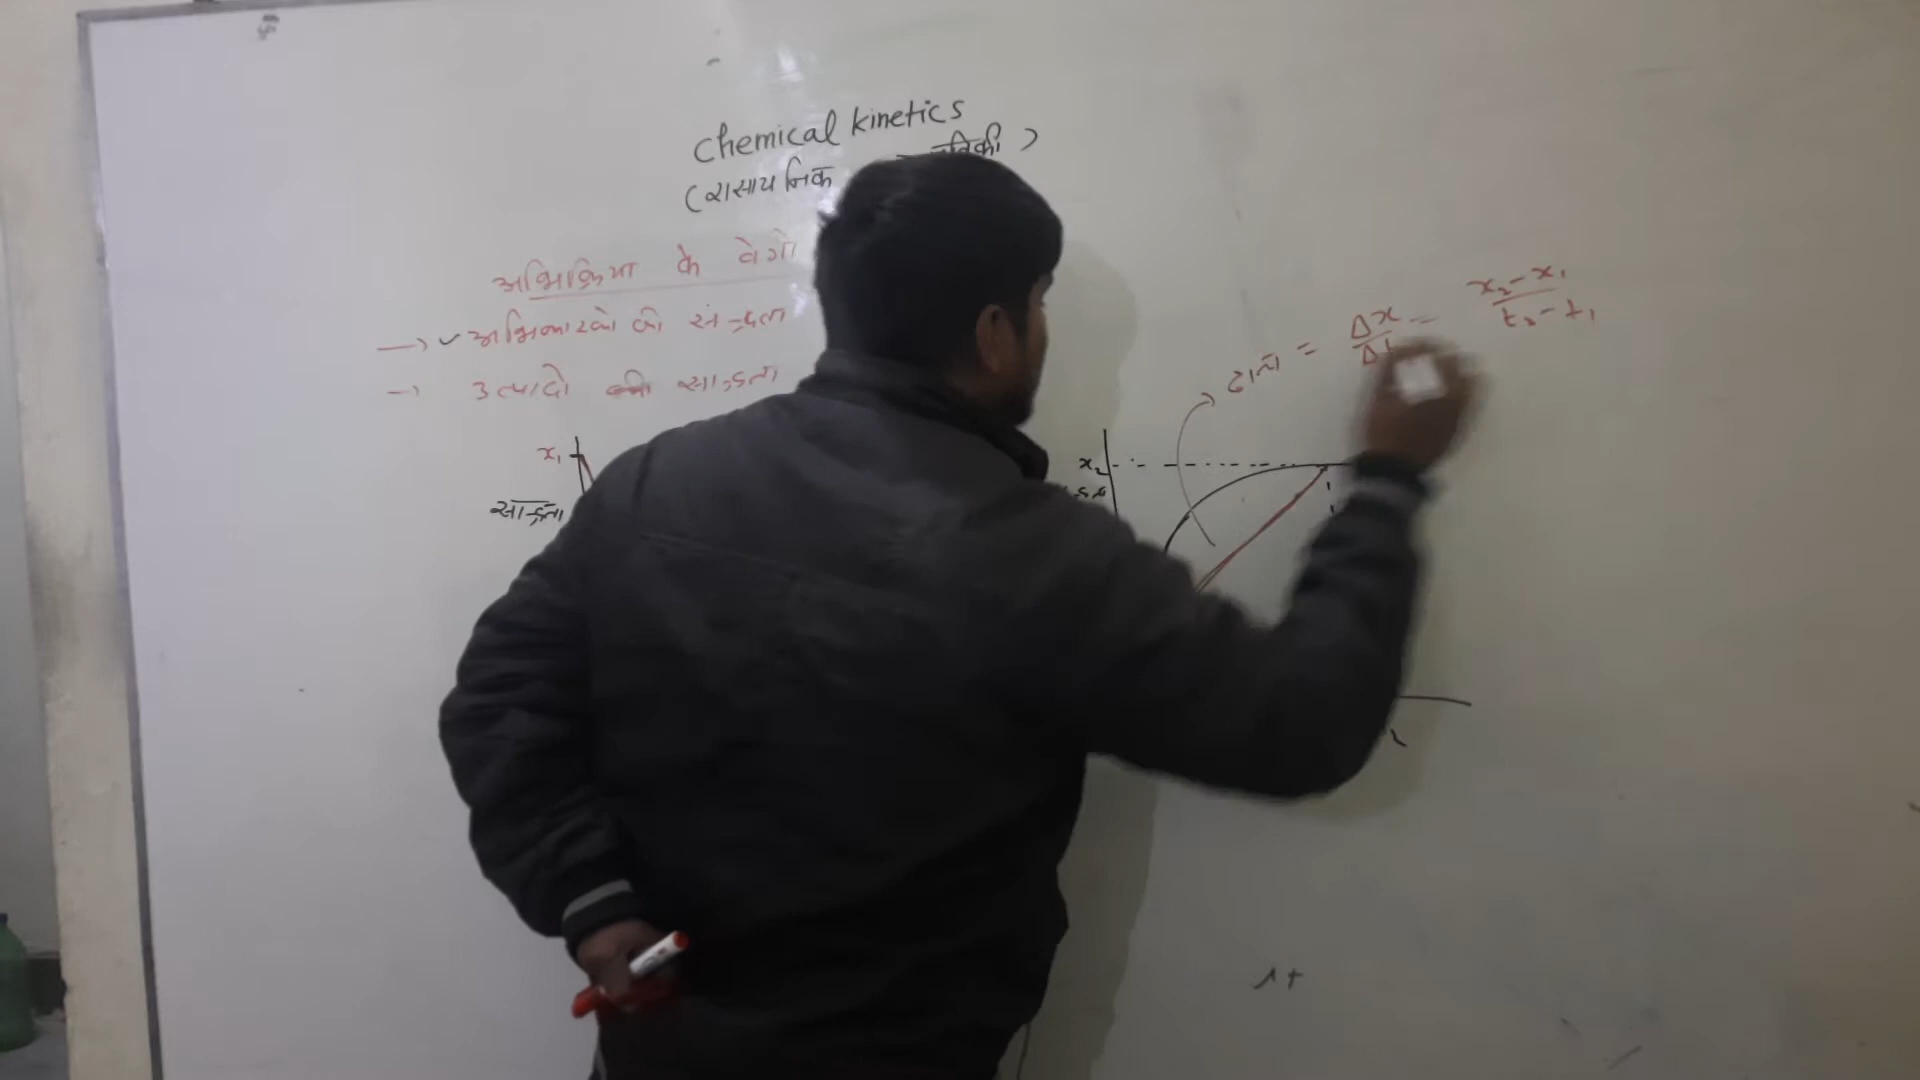 Chemical kinetics
(रासायनिक
अभिक्रिया के वेगो
→ ✓ अभिकारको की सान्द्रता
→ उत्पादो की सान्द्रता
ढाल = Δx/Δt = x₂-x₁/t₂-t₁
x₁
सान्द्रता
x₂